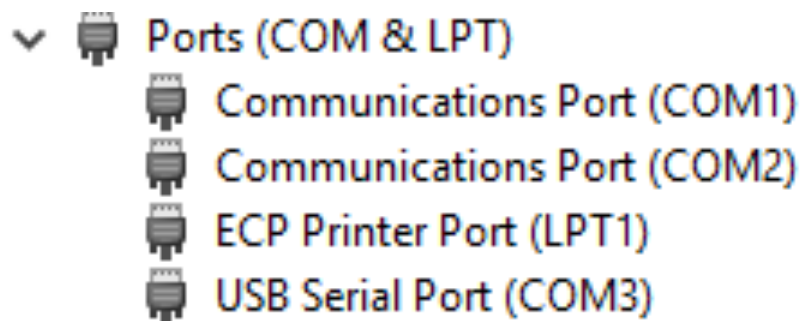 Ports (COM & LPT)
Communications Port (COM1)
Communications Port (COM2)
ECP Printer Port (LPT1)
USB Serial Port (COM3)